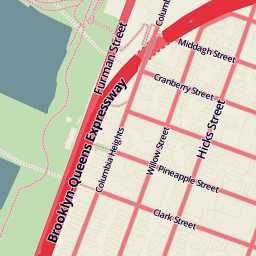 Columb
Furman Street
Middagh Street
Cranberry Street
Hicks Street
Brooklyn Queens Expressway
Columbia Heights
Willow Street
Pineapple Street
Clark Street